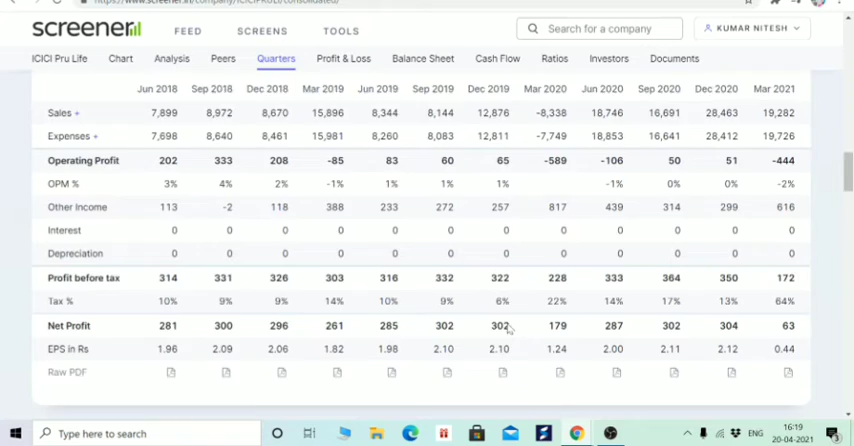 https://www.screener.in/company/ICICIPRULI/consolidated/
screener FEED SCREENS TOOLS Search for a company KUMAR NITESH
ICICI Pru Life Chart Analysis Peers Quarters Profit & Loss Balance Sheet Cash Flow Ratios Investors Documents
Jun 2018 Sep 2018 Dec 2018 Mar 2019 Jun 2019 Sep 2019 Dec 2019 Mar 2020 Jun 2020 Sep 2020 Dec 2020 Mar 2021
Sales + 7,899 8,972 8,670 15,896 8,344 8,144 12,876 -8,338 18,746 16,691 28,463 19,282
Expenses + 7,698 8,640 8,461 15,981 8,260 8,083 12,811 -7,749 18,853 16,641 28,412 19,726
Operating Profit 202 333 208 -85 83 60 65 -589 -106 50 51 -444
OPM % 3% 4% 2% -1% 1% 1% 1% -1% 0% 0% -2%
Other Income 113 -2 118 388 233 272 257 817 439 314 299 616
Interest 0 0 0 0 0 0 0 0 0 0 0 0
Depreciation 0 0 0 0 0 0 0 0 0 0 0 0
Profit before tax 314 331 326 303 316 332 322 228 333 364 350 172
Tax % 10% 9% 9% 14% 10% 9% 6% 22% 14% 17% 13% 64%
Net Profit 281 300 296 261 285 302 302 179 287 302 304 63
EPS in Rs 1.96 2.09 2.06 1.82 1.98 2.10 2.10 1.24 2.00 2.11 2.12 0.44
Raw PDF
Type here to search ENG 16:19
20-04-2021 3